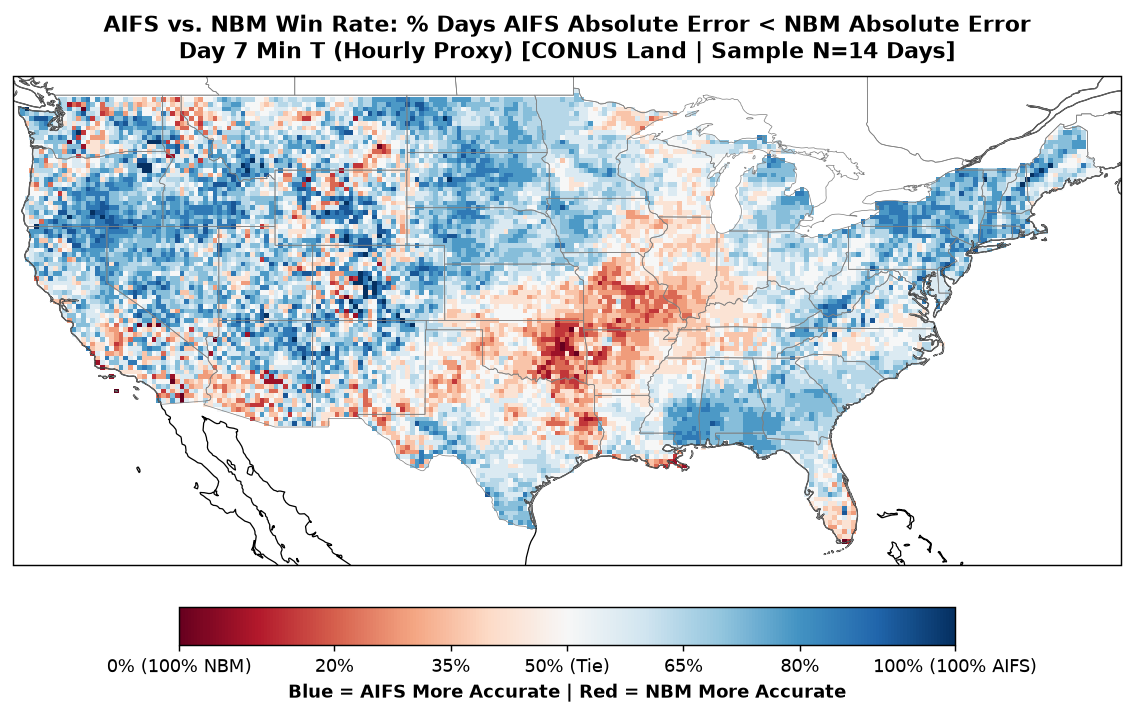 AIFS vs. NBM Win Rate: % Days AIFS Absolute Error < NBM Absolute Error
Day 7 Min T (Hourly Proxy) [CONUS Land | Sample N=14 Days]
0% (100% NBM) 20% 35% 50% (Tie) 65% 80% 100% (100% AIFS)
Blue = AIFS More Accurate | Red = NBM More Accurate